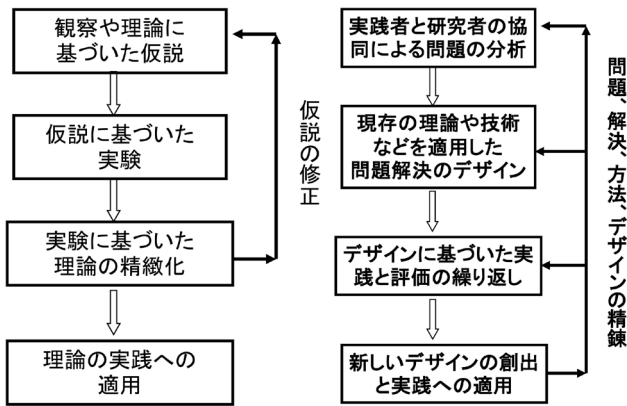 観察や理論に
基づいた仮説
仮説に基づいた
実験
実験に基づいた
理論の精緻化
理論の実践への
適用
仮説の修正
実践者と研究者の協
同による問題の分析
現存の理論や技術
などを適用した
問題解決のデザイン
デザインに基づいた実
践と評価の繰り返し
新しいデザインの創出
と実践への適用
問題、解決、方法、デザインの精錬